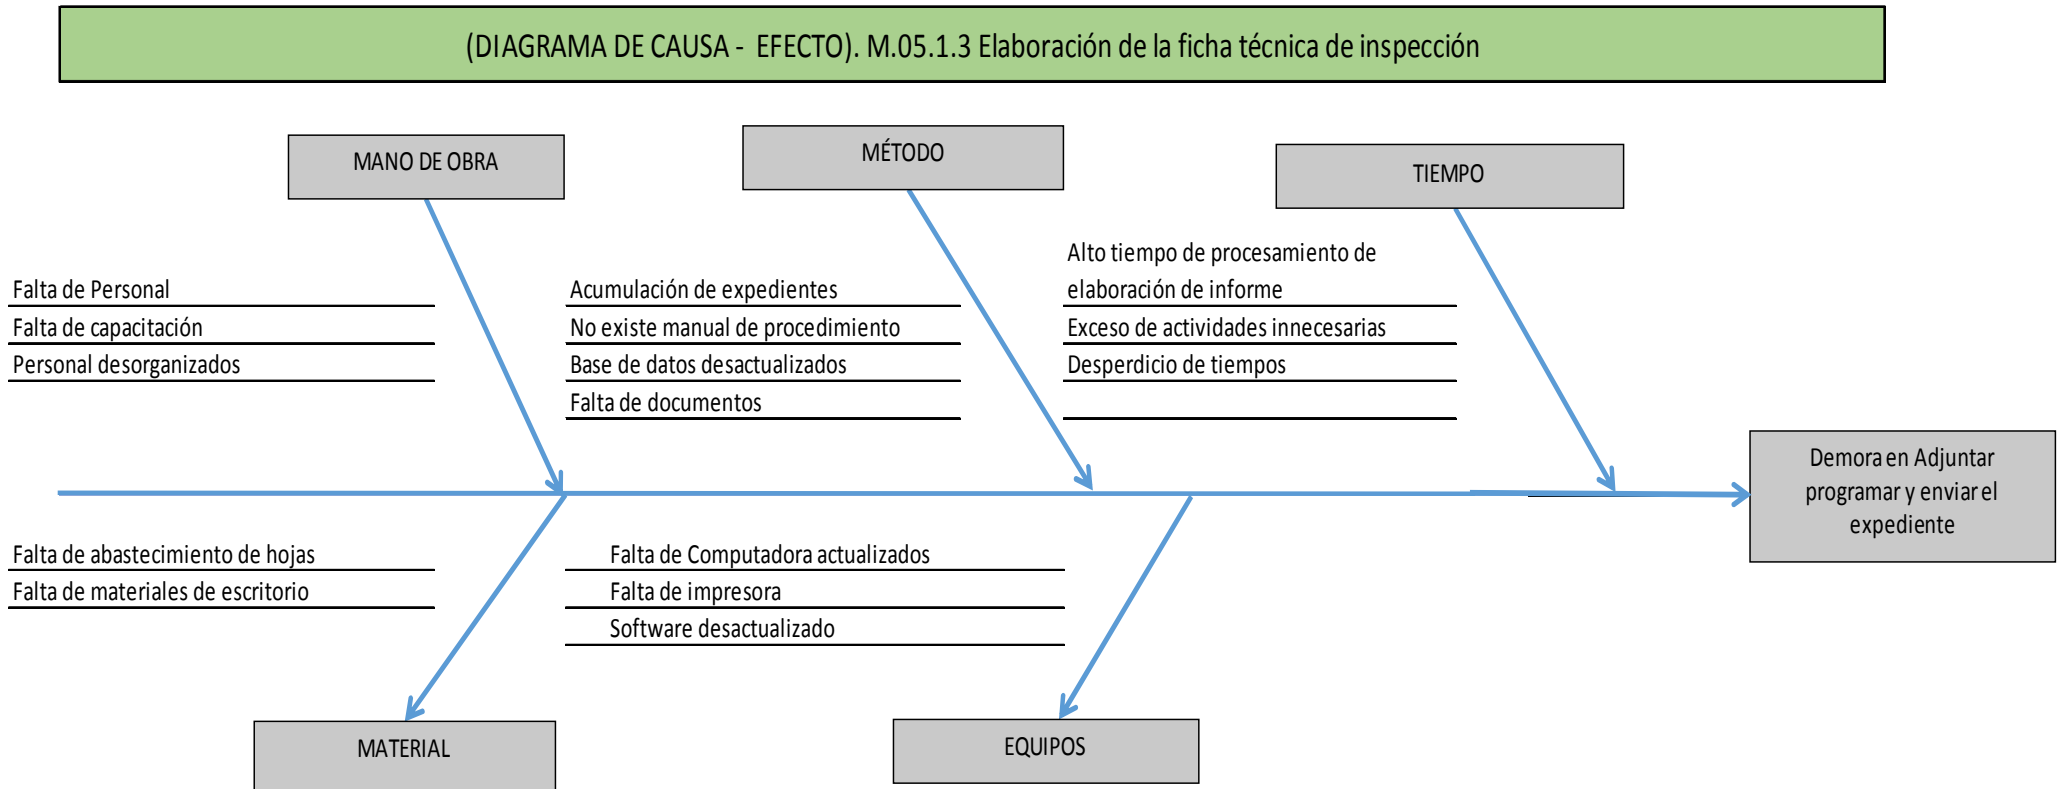 (DIAGRAMA DE CAUSA - EFECTO). M.05.1.3 Elaboración de la ficha técnica de inspección
MANO DE OBRA
MÉTODO
TIEMPO
Falta de Personal
Falta de capacitación
Personal desorganizados
Acumulación de expedientes
No existe manual de procedimiento
Base de datos desactualizados
Falta de documentos
Alto tiempo de procesamiento de
elaboración de informe
Exceso de actividades innecesarias
Desperdicio de tiempos
Demora en Adjuntar
programar y enviar el
expediente
Falta de abastecimiento de hojas
Falta de materiales de escritorio
Falta de Computadora actualizados
Falta de impresora
Software desactualizado
MATERIAL
EQUIPOS